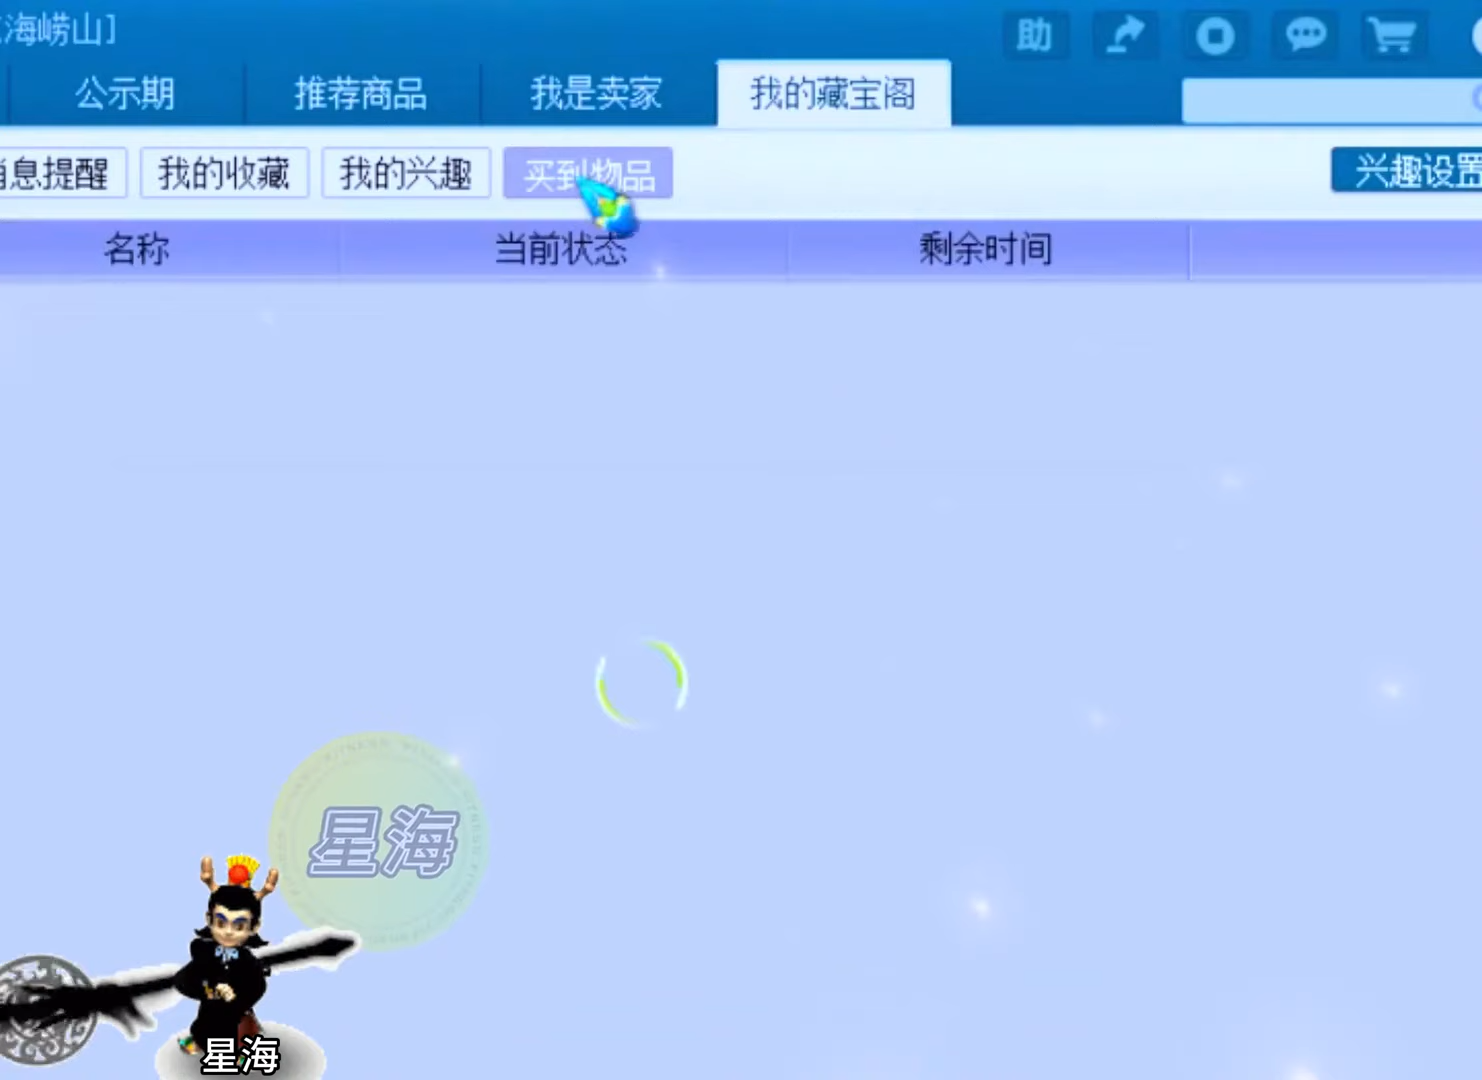 海崂山]
助
公示期 推荐商品 我是卖家 我的藏宝阁
消息提醒 我的收藏 我的兴趣 买到物品 兴趣设置
名称 当前状态 剩余时间
星海
星海